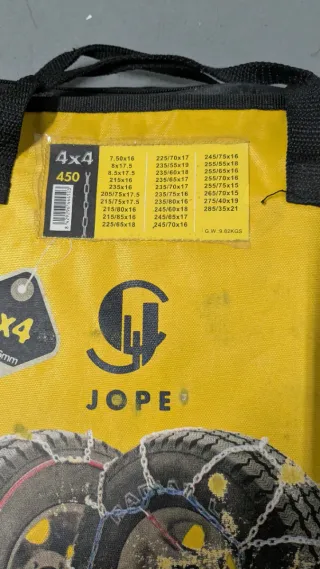 4x4
450
7.50x16
8x17.5
8.5x17.5
215x16
235x16
205/75x17.5
215/75x17.5
215/80x16
215/85x16
225/65x18
225/70x17
235/55x19
235/60x18
235/65x17
235/70x17
235/75x16
235/80x16
245/60x18
245/65x17
245/70x16
245/75x16
255/55x18
255/65x16
255/70x16
255/75x15
265/70x15
275/40x19
285/35x21
G.W. 9.62KGS
x4
mm
JOPE